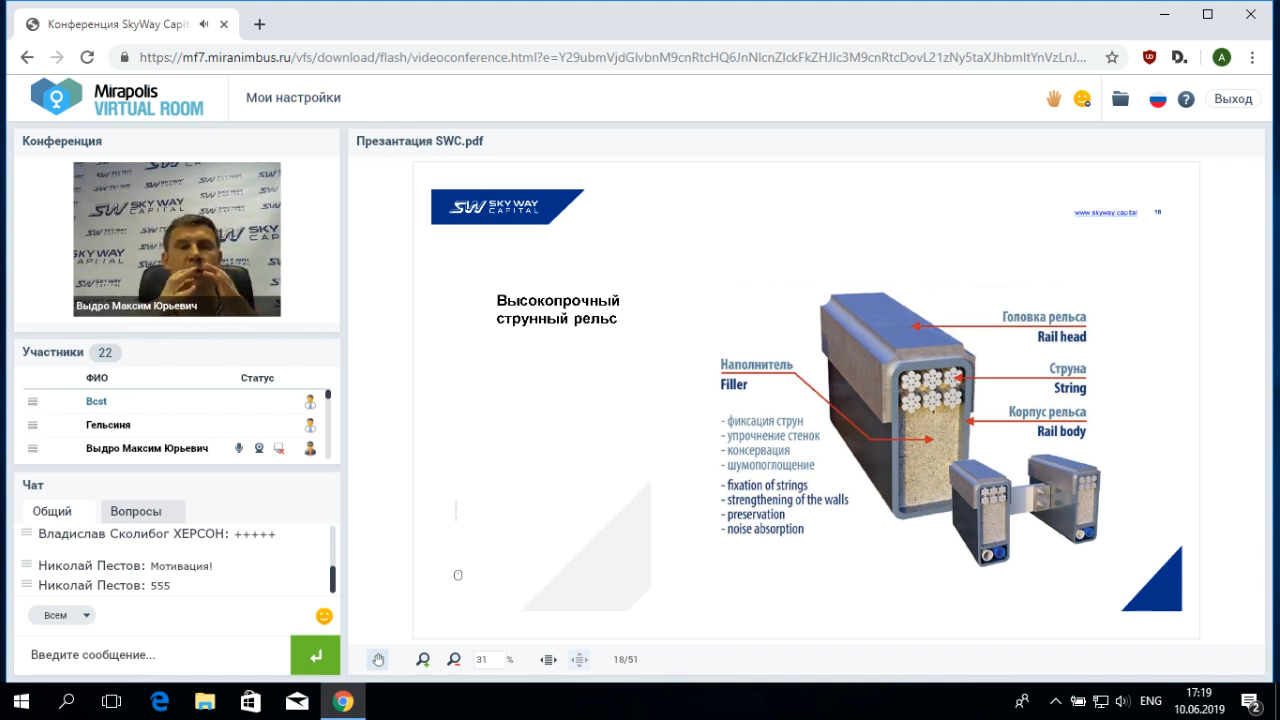 Конференция SkyWay Capi
https://mf7.miranimbus.ru/vfs/download/flash/videoconference.html?e=Y29ubmVjdGlvbnM9cnRtcHQ6JnNlcnZlckFkZHJlc3M9cnRtcDovL21zNy5taXJhbmltYnVzLnJ...
Mirapolis
VIRTUAL ROOM
Мои настройки
Выход
Конференция
SKY WAY
CAPITAL
Выдро Максим Юрьевич
Участники 22
ФИО Статус
Bcst
Гельсиня
Выдро Максим Юрьевич
Чат
Общий Вопросы
Владислав Сколибог ХЕРСОН: +++++
Николай Пестов: Мотивация!
Николай Пестов: 555
Всем
Введите сообщение...
Презантация SWC.pdf
SW SKY WAY
CAPITAL
www.skyway.capital 18
Высокопрочный
струнный рельс
Головка рельса
Rail head
Наполнитель
Filler
Струна
String
Корпус рельса
Rail body
- фиксация струн
- упрочнение стенок
- консервация
- шумопоглощение
- fixation of strings
- strengthening of the walls
- preservation
- noise absorption
31 %
18/51
ENG
17:19
10.06.2019
2